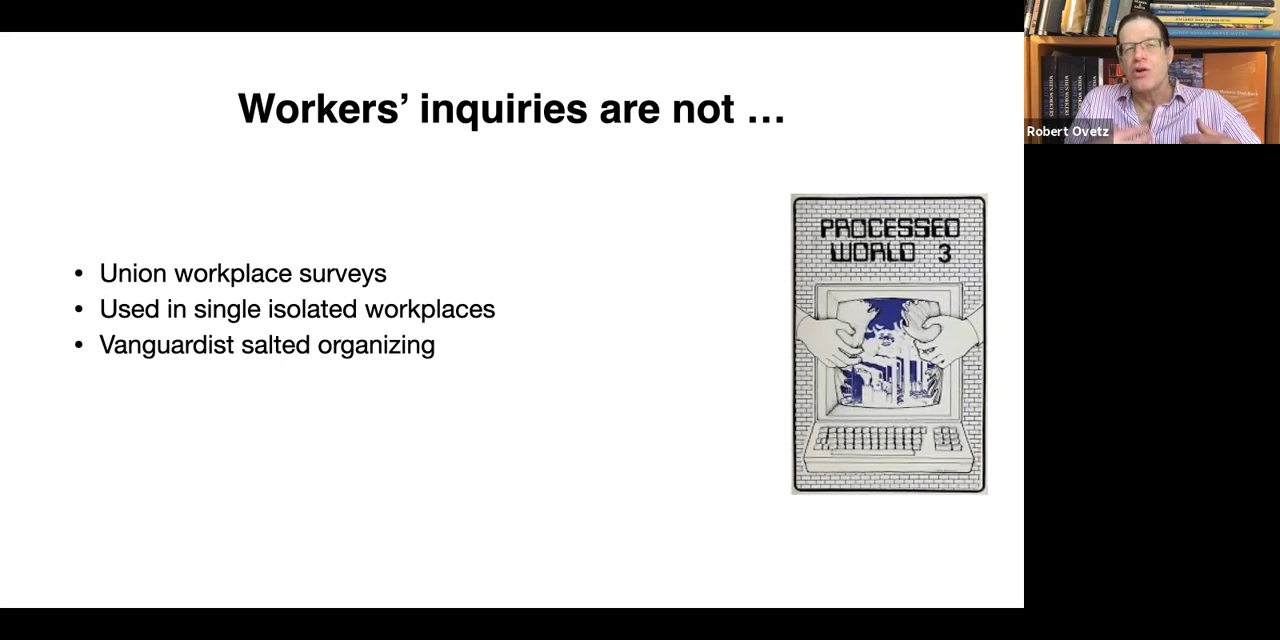 Workers’ inquiries are not …
• Union workplace surveys
• Used in single isolated workplaces
• Vanguardist salted organizing
PROCESSED
WORLD 3
Robert Ovetz